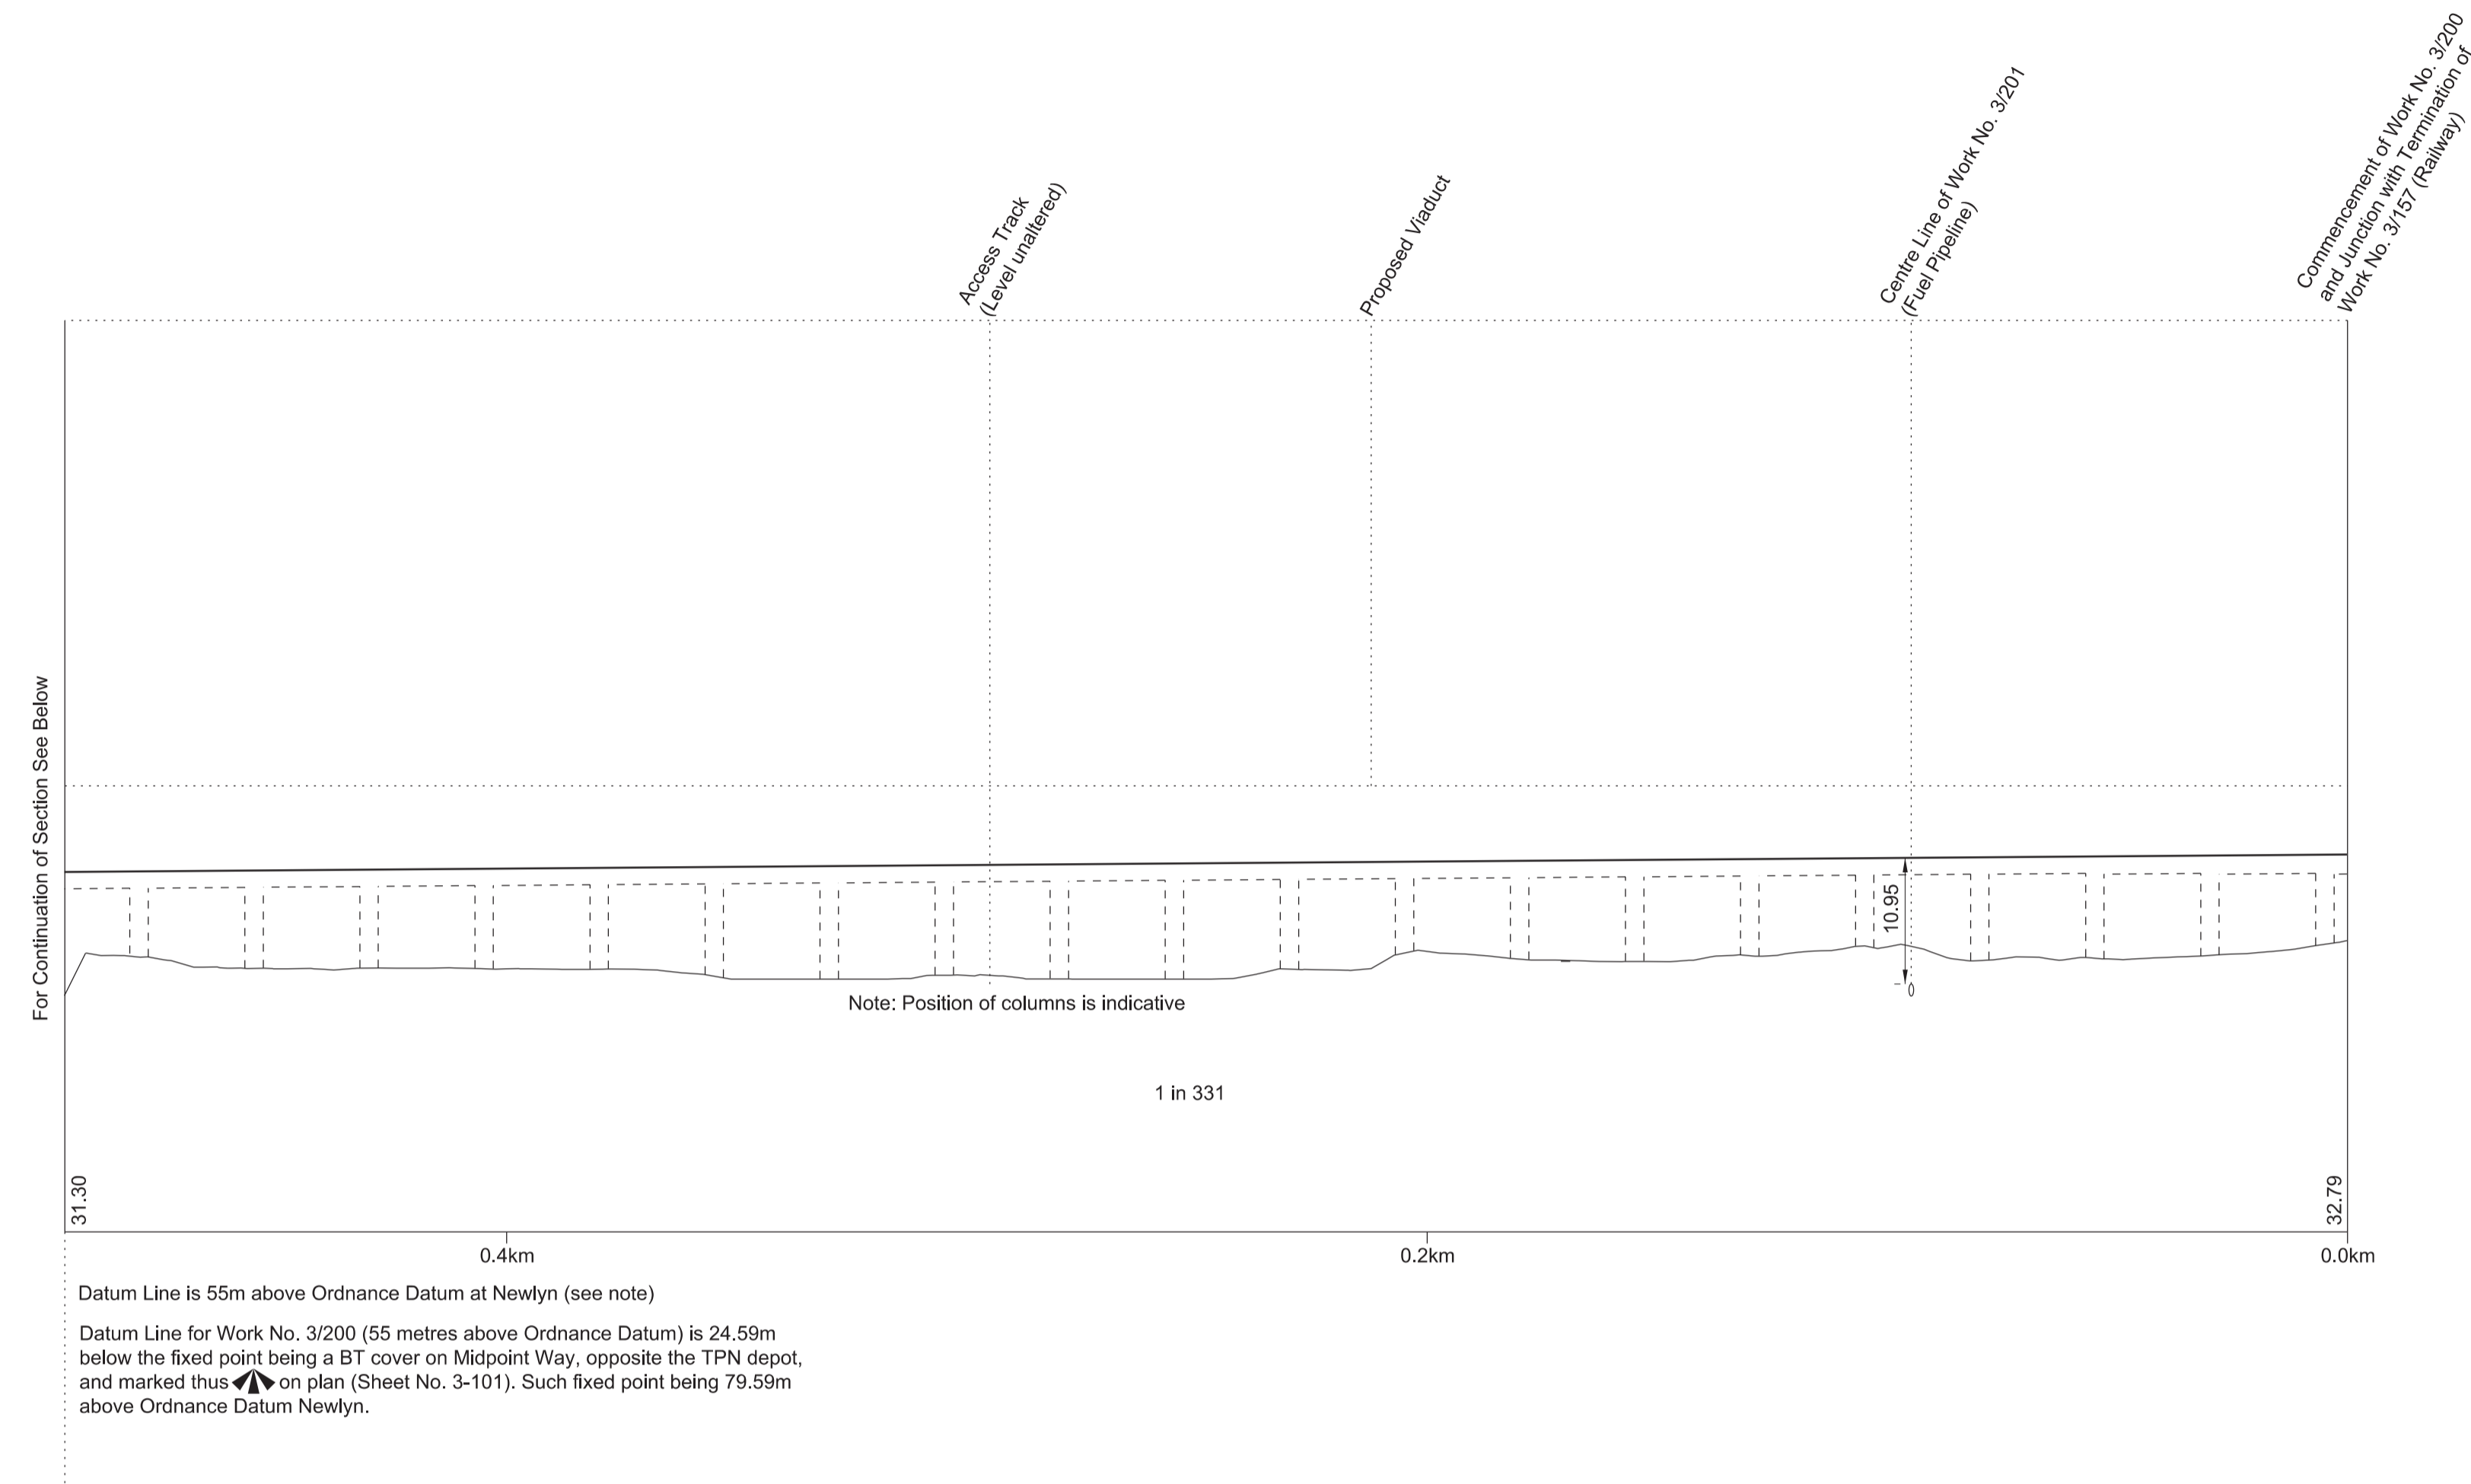 Access Track
(Level unaltered)
Proposed Viaduct
Centre Line of Work No. 3/201
(Fuel Pipeline)
Commencement of Work No. 3/200
and Junction with Termination of
Work No. 3/157 (Railway)
For Continuation of Section See Below
10.95
Note: Position of columns is indicative
1 in 331
31.30
32.79
0.4km
0.2km
0.0km
Datum Line is 55m above Ordnance Datum at Newlyn (see note)
Datum Line for Work No. 3/200 (55 metres above Ordnance Datum) is 24.59m
below the fixed point being a BT cover on Midpoint Way, opposite the TPN depot,
and marked thus on plan (Sheet No. 3-101). Such fixed point being 79.59m
above Ordnance Datum Newlyn.